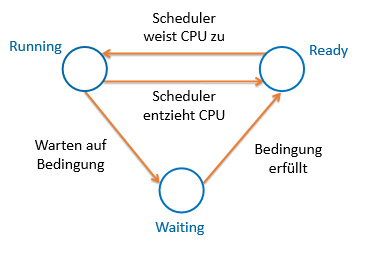 Scheduler
weist CPU zu
Running
Ready
Scheduler
entzieht CPU
Warten auf
Bedingung
Bedingung
erfüllt
Waiting